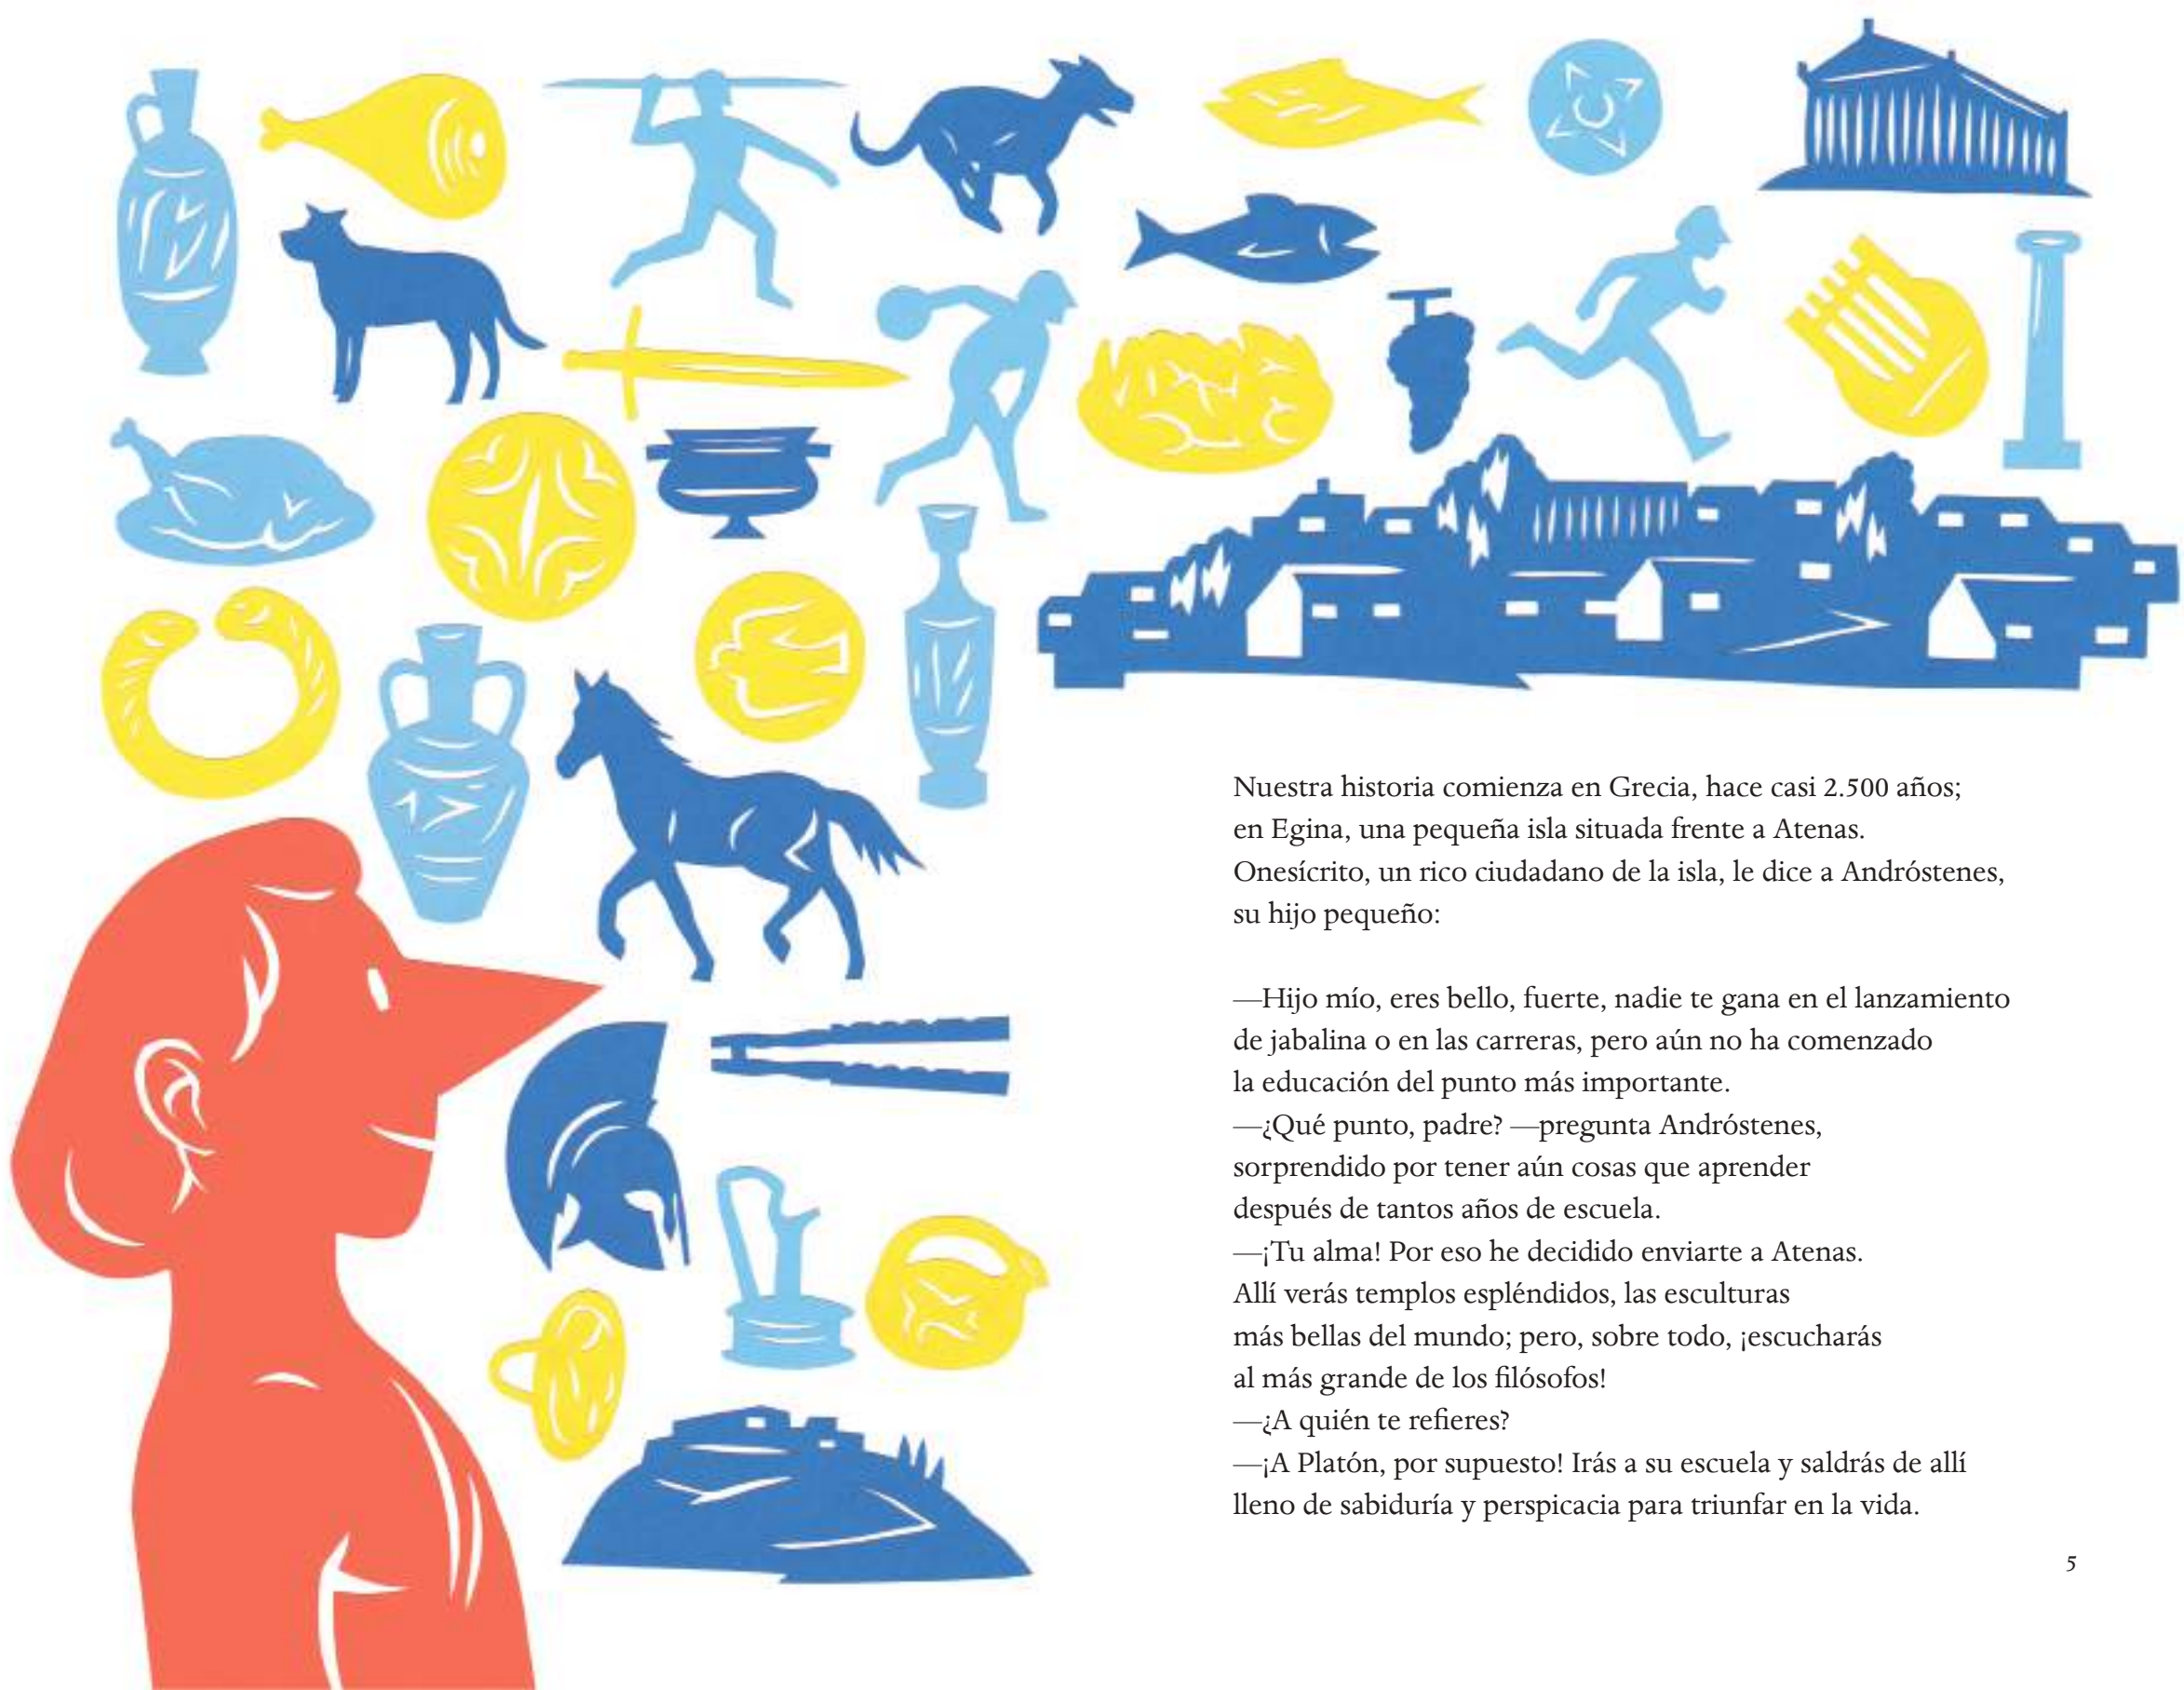 Nuestra historia comienza en Grecia, hace casi 2.500 años;
en Egina, una pequeña isla situada frente a Atenas.
Onesícrito, un rico ciudadano de la isla, le dice a Andróstenes,
su hijo pequeño:
—Hijo mío, eres bello, fuerte, nadie te gana en el lanzamiento
de jabalina o en las carreras, pero aún no ha comenzado
la educación del punto más importante.
—¿Qué punto, padre? —pregunta Andróstenes,
sorprendido por tener aún cosas que aprender
después de tantos años de escuela.
—¡Tu alma! Por eso he decidido enviarte a Atenas.
Allí verás templos espléndidos, las esculturas
más bellas del mundo; pero, sobre todo, ¡escucharás
al más grande de los filósofos!
—¿A quién te refieres?
—¡A Platón, por supuesto! Irás a su escuela y saldrás de allí
lleno de sabiduría y perspicacia para triunfar en la vida.
5